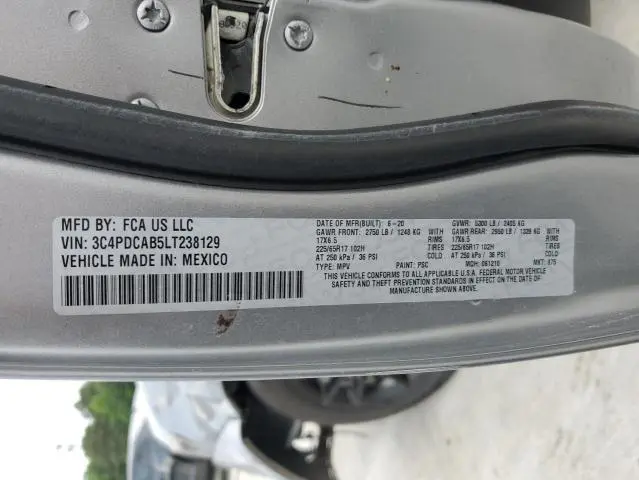 MFD BY: FCA US LLC
VIN: 3C4PDCAB5LT238129
VEHICLE MADE IN: MEXICO
DATE OF MFR(BUILT): 6-20 GVWR: 5300 LB / 2405 KG
GAWR FRONT: 2750 LB / 1248 KG WITH GAWR REAR: 2950 LB / 1339 KG WITH
17X6.5 RIMS 17X6.5 RIMS
225/65R17 102H TIRES 225/65R17 102H TIRES
AT 250 kPa / 36 PSI COLD AT 250 kPa / 36 PSI COLD
TYPE: MPV PAINT: PSC MDH: 061210 MKT: 675
THIS VEHICLE CONFORMS TO ALL APPLICABLE U.S.A. FEDERAL MOTOR VEHICLE
SAFETY AND THEFT PREVENTION STANDARDS IN EFFECT ON THE DATE OF
MANUFACTURE SHOWN ABOVE.